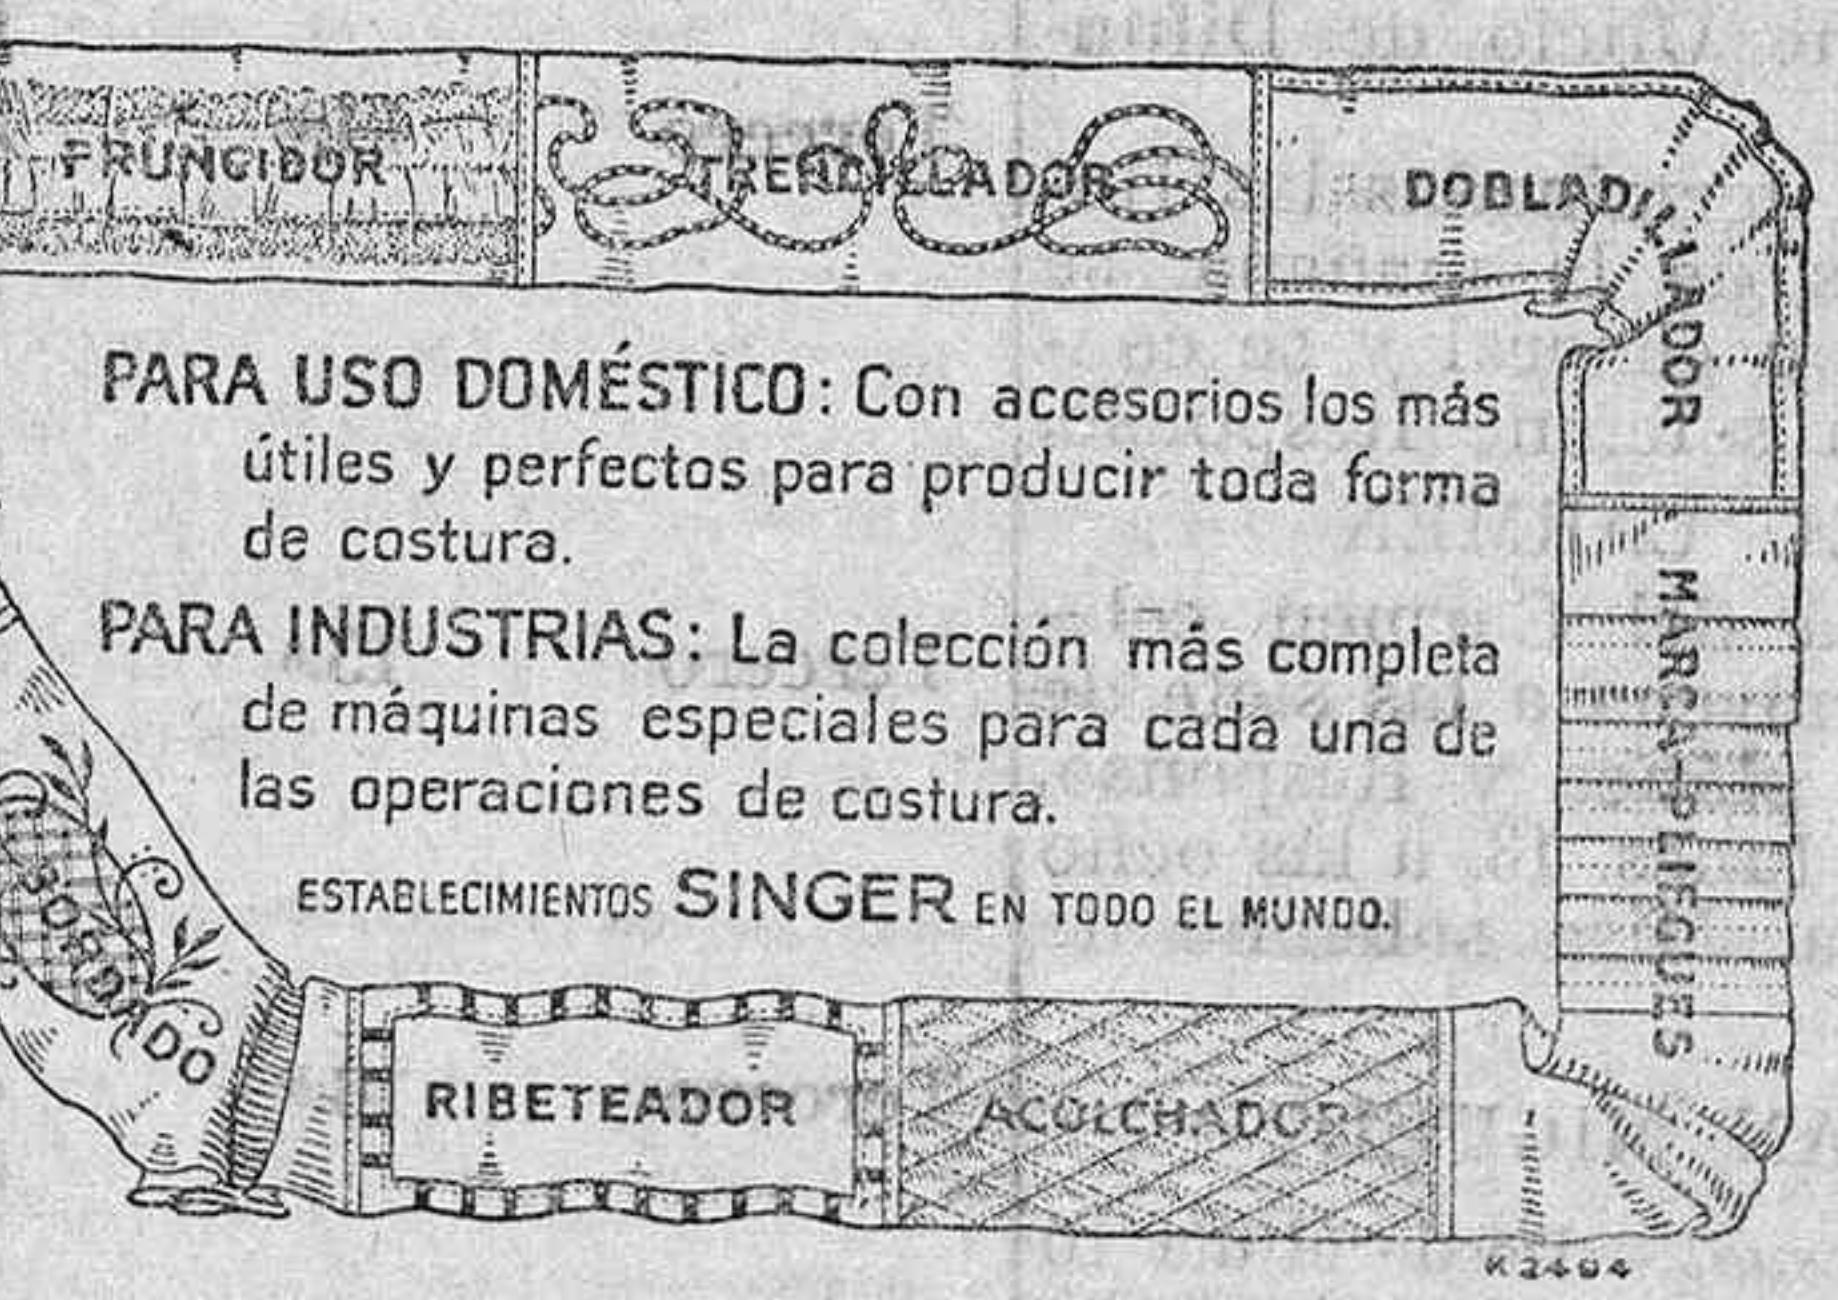 FRUNCIDOR
TRENCILLADOR
DOBLADILLADOR
PARA USO DOMÉSTICO: Con accesorios los más
útiles y perfectos para producir toda forma
de costura.
PARA INDUSTRIAS: La colección más completa
de máquinas especiales para cada una de
las operaciones de costura.
ESTABLECIMIENTOS SINGER EN TODO EL MUNDO.
MARCA-PLIEGUES
BORDADO
RIBETEADOR
ACOLCHADOR